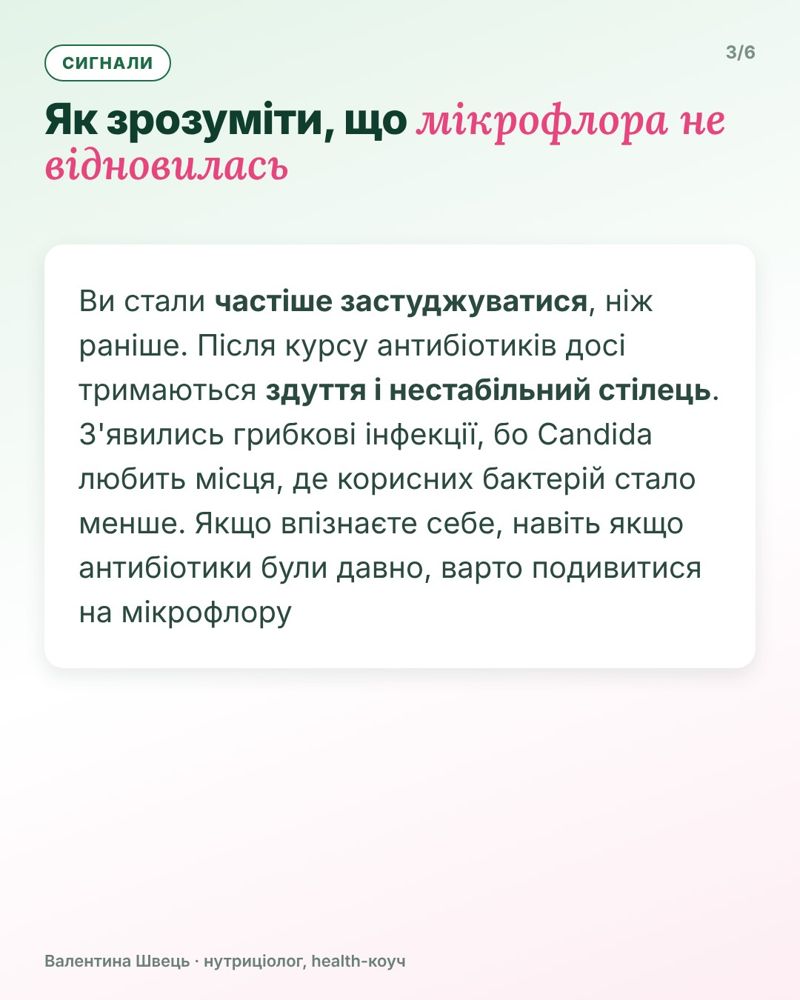 СИГНАЛИ
3/6
Як зрозуміти, що мікрофлора не
відновилась
Ви стали частіше застуджуватися, ніж
раніше. Після курсу антибіотиків досі
тримаються здуття і нестабільний стілець.
З'явились грибкові інфекції, бо Candida
любить місця, де корисних бактерій стало
менше. Якщо впізнаєте себе, навіть якщо
антибіотики були давно, варто подивитися
на мікрофлору
Валентина Швець · нутриціолог, health-коуч